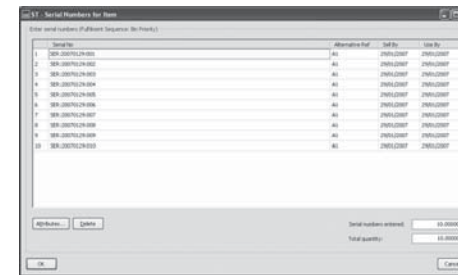 ST - Serial Numbers for Item
Enter serial numbers (Fulfilment Sequence: Bin Priority)
Serial No Alternative Ref Sell By Use By
1 SER-20070129-001 A1 29/01/2007 29/01/2007
2 SER-20070129-002 A1 29/01/2007 29/01/2007
3 SER-20070129-003 A1 29/01/2007 29/01/2007
4 SER-20070129-004 A1 29/01/2007 29/01/2007
5 SER-20070129-005 A1 29/01/2007 29/01/2007
6 SER-20070129-006 A1 29/01/2007 29/01/2007
7 SER-20070129-007 A1 29/01/2007 29/01/2007
8 SER-20070129-008 A1 29/01/2007 29/01/2007
9 SER-20070129-009 A1 29/01/2007 29/01/2007
10 SER-20070129-010 A1 29/01/2007 29/01/2007
Attributes... Delete Serial numbers entered: 10.00000
Total quantity: 10.00000
OK Cance